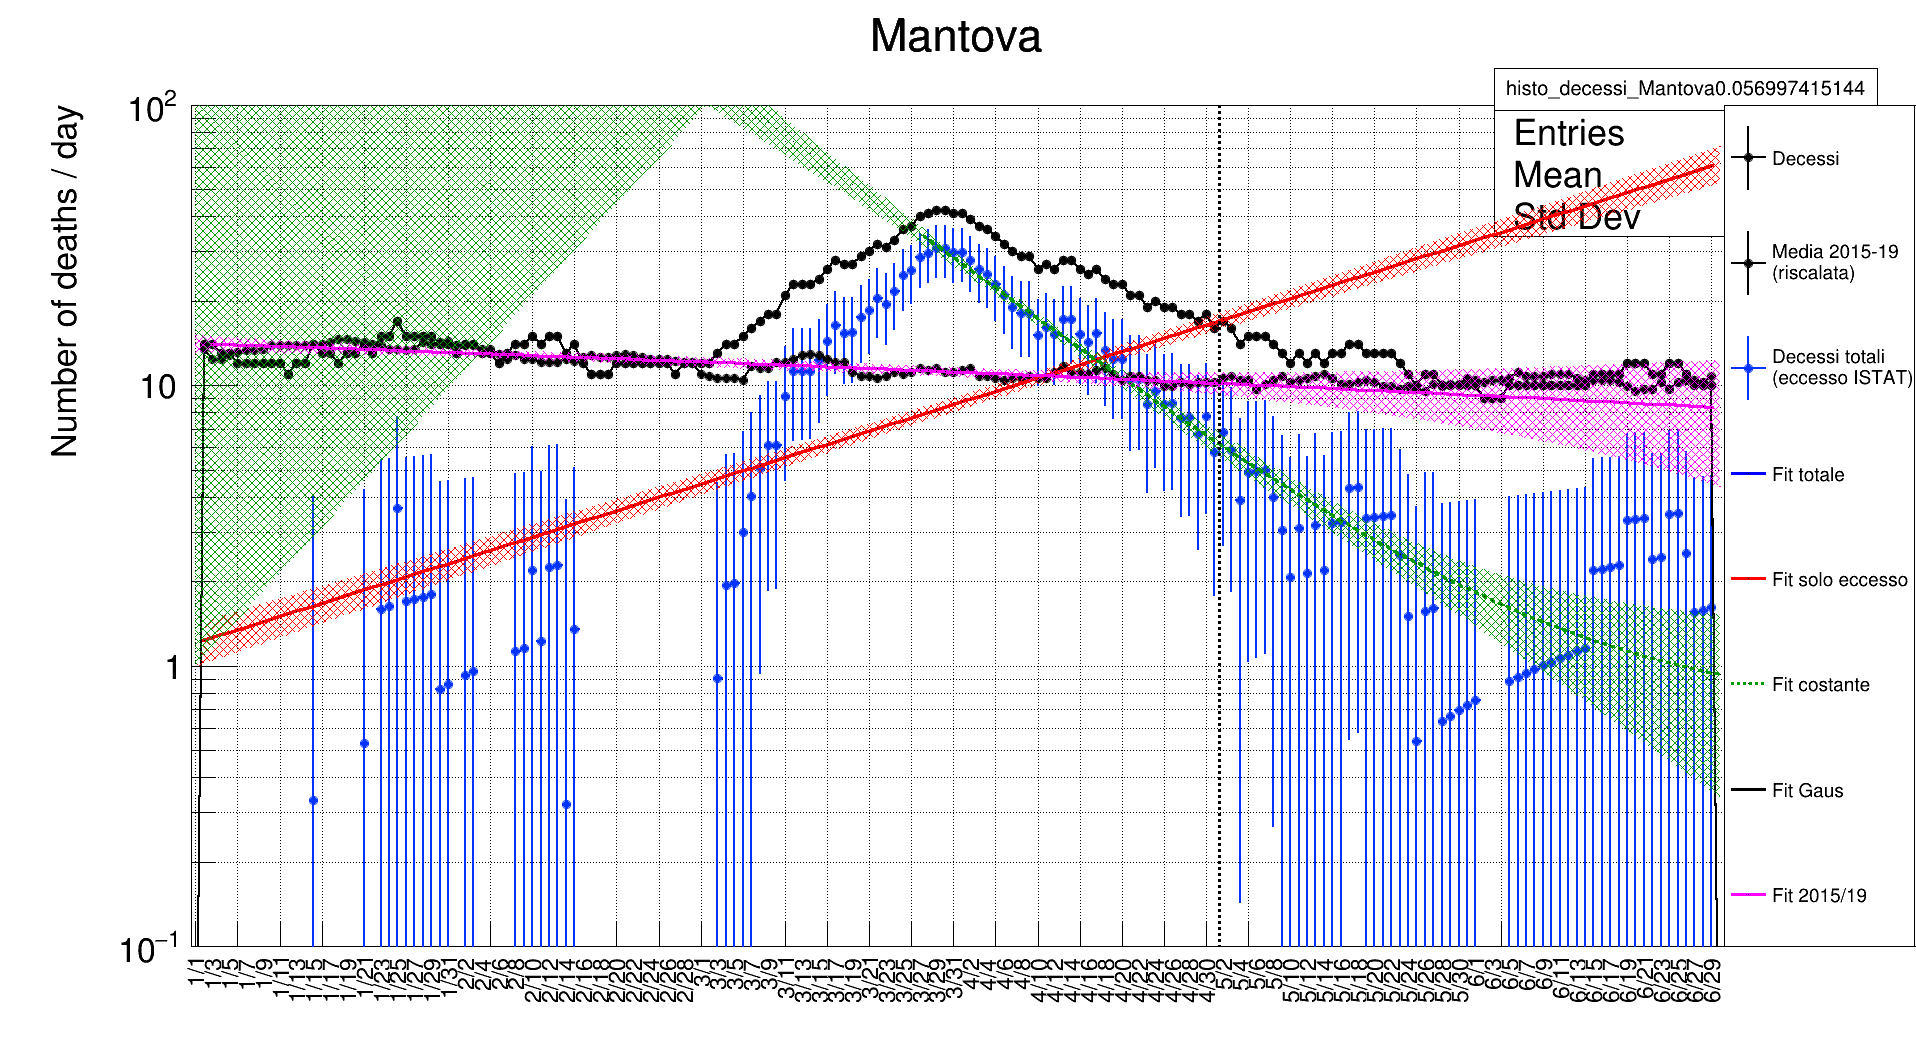 Mantova
Number of deaths / day
10²
10
1
10⁻¹
histo_decessi_Mantova0.056997415144
Entries
Mean
Std Dev
Decessi
Media 2015-19
(riscalata)
Decessi totali
(eccesso ISTAT)
Fit totale
Fit solo eccesso
Fit costante
Fit Gaus
Fit 2015/19
1/1 1/3 1/5 1/7 1/9 1/11 1/13 1/15 1/17 1/19 1/21 1/23 1/25 1/27 1/29 1/31 2/2 2/4 2/6 2/8 2/10 2/12 2/14 2/16 2/18 2/20 2/22 2/24 2/26 2/28 3/1 3/3 3/5 3/7 3/9 3/11 3/13 3/15 3/17 3/19 3/21 3/23 3/25 3/27 3/29 3/31 4/2 4/4 4/6 4/8 4/10 4/12 4/14 4/16 4/18 4/20 4/22 4/24 4/26 4/28 4/30 5/2 5/4 5/6 5/8 5/10 5/12 5/14 5/16 5/18 5/20 5/22 5/24 5/26 5/28 5/30 6/1 6/3 6/5 6/7 6/9 6/11 6/13 6/15 6/17 6/19 6/21 6/23 6/25 6/27 6/29